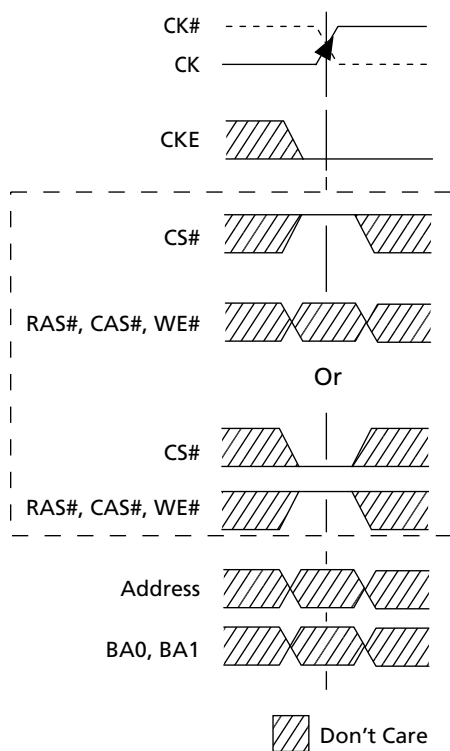 CK#
CK
CKE
CS#
RAS#, CAS#, WE#
Or
CS#
RAS#, CAS#, WE#
Address
BA0, BA1
Don't Care